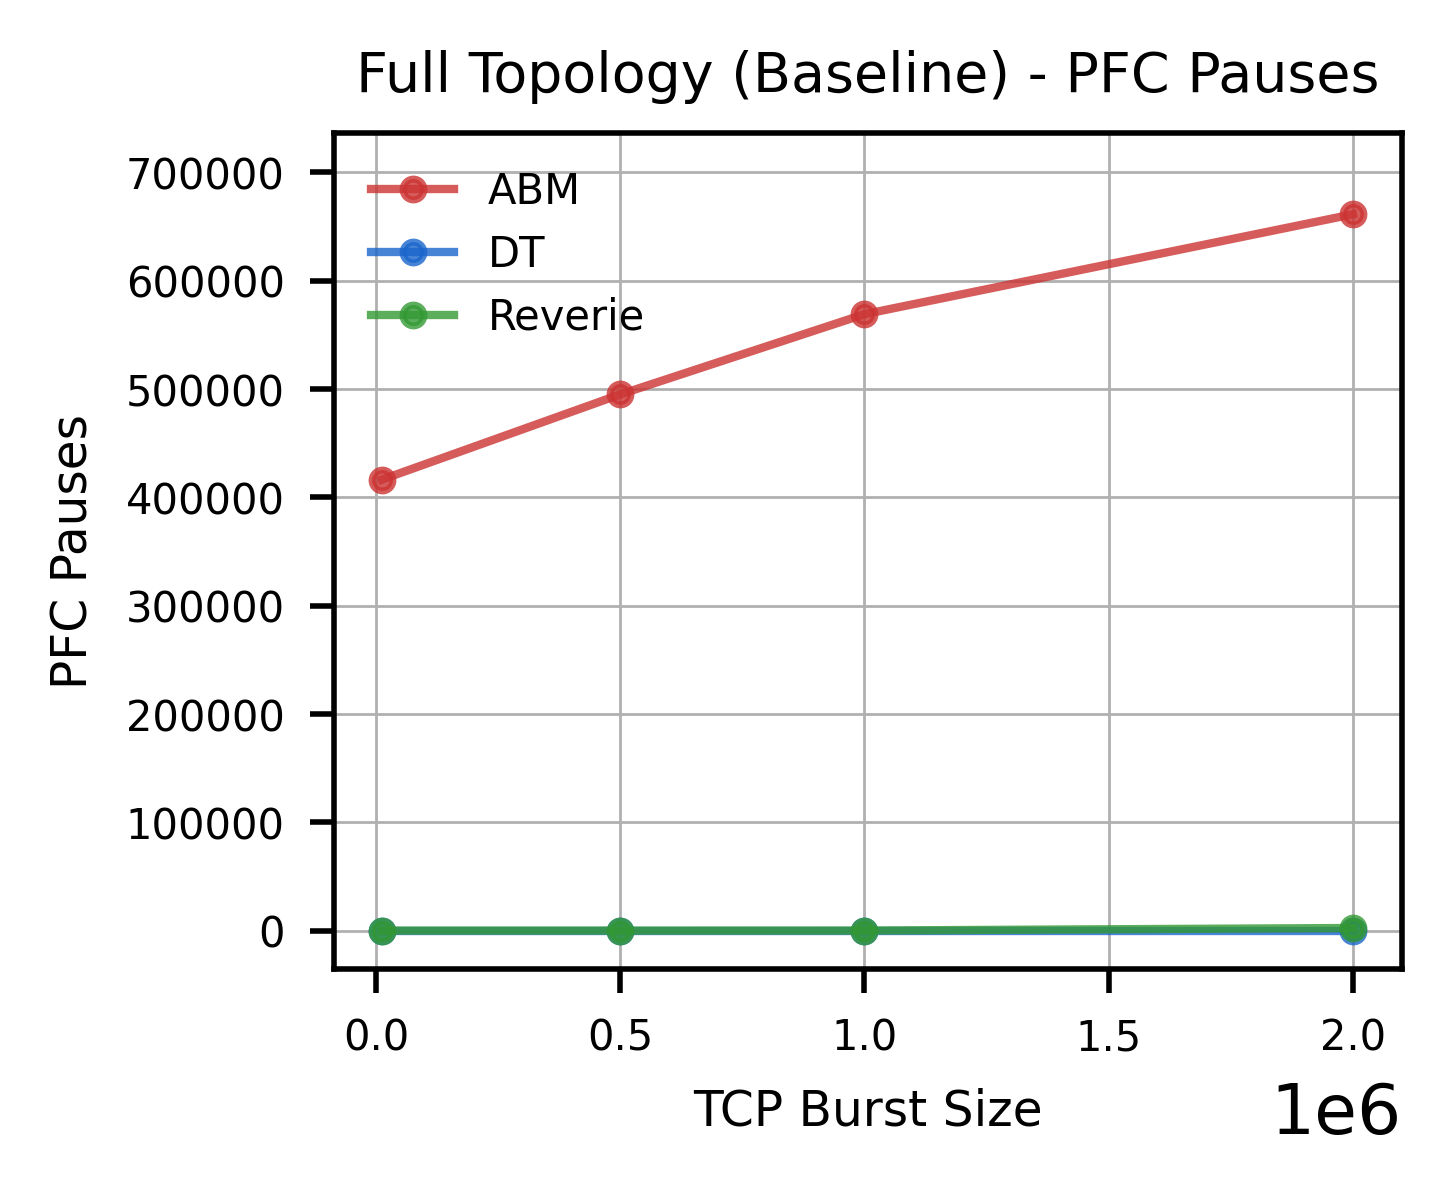 Full Topology (Baseline) - PFC Pauses
700000
600000
500000
400000
300000
200000
100000
0
PFC Pauses
ABM
DT
Reverie
0.0 0.5 1.0 1.5 2.0
TCP Burst Size
1e6